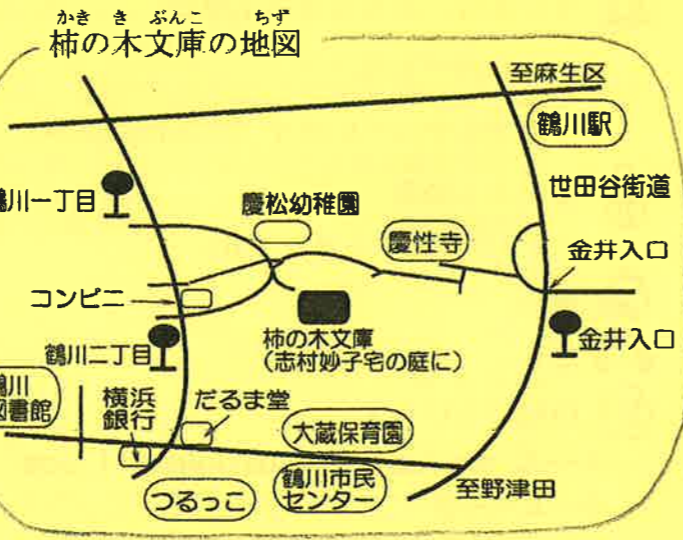 かき き ぶんこ ちず
柿の木文庫の地図
至麻生区
鶴川駅
世田谷街道
鶴川一丁目
慶松幼稚園
慶性寺
金井入口
コンビニ
柿の木文庫
(志村妙子宅の庭に)
鶴川二丁目
金井入口
鶴川
図書館
横浜
銀行
だるま堂
大蔵保育園
鶴川市民
センター
つるっこ
至野津田